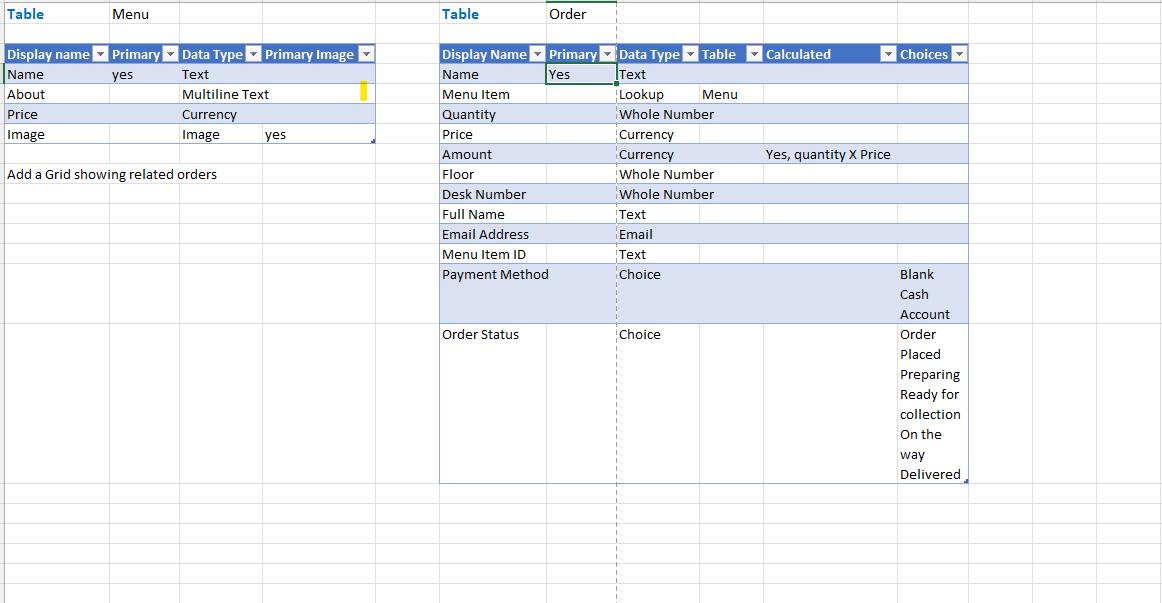 Table Menu
Display name Primary Data Type Primary Image
Name yes Text
About Multiline Text
Price Currency
Image Image yes
Add a Grid showing related orders
Table Order
Display Name Primary Data Type Table Calculated Choices
Name Yes Text
Menu Item Lookup Menu
Quantity Whole Number
Price Currency
Amount Currency Yes, quantity X Price
Floor Whole Number
Desk Number Whole Number
Full Name Text
Email Address Email
Menu Item ID Text
Payment Method Choice Blank
Cash
Account
Order Status Choice Order
Placed
Preparing
Ready for
collection
On the
way
Delivered